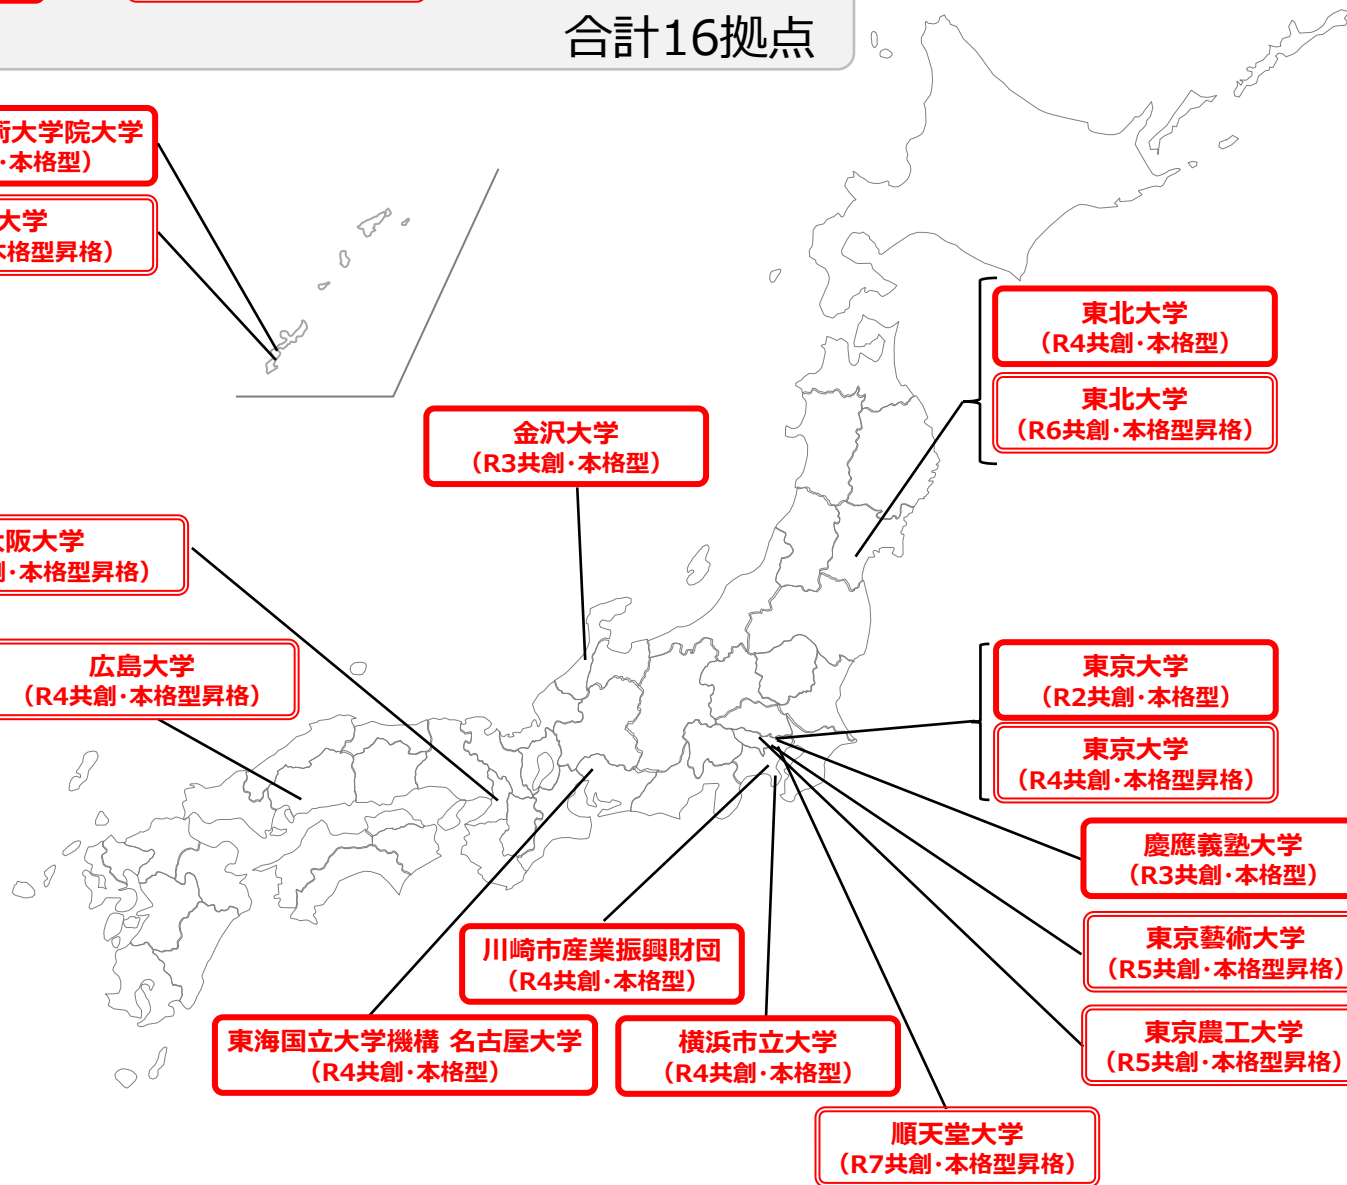 合計16拠点
術大学院大学
・本格型）
大学
本格型昇格）
東北大学
（R4共創・本格型）
東北大学
（R6共創・本格型昇格）
金沢大学
（R3共創・本格型）
大阪大学
創・本格型昇格）
広島大学
（R4共創・本格型昇格）
東京大学
（R2共創・本格型）
東京大学
（R4共創・本格型昇格）
慶應義塾大学
（R3共創・本格型）
東京藝術大学
（R5共創・本格型昇格）
東京農工大学
（R5共創・本格型昇格）
川崎市産業振興財団
（R4共創・本格型）
東海国立大学機構 名古屋大学
（R4共創・本格型）
横浜市立大学
（R4共創・本格型）
順天堂大学
（R7共創・本格型昇格）